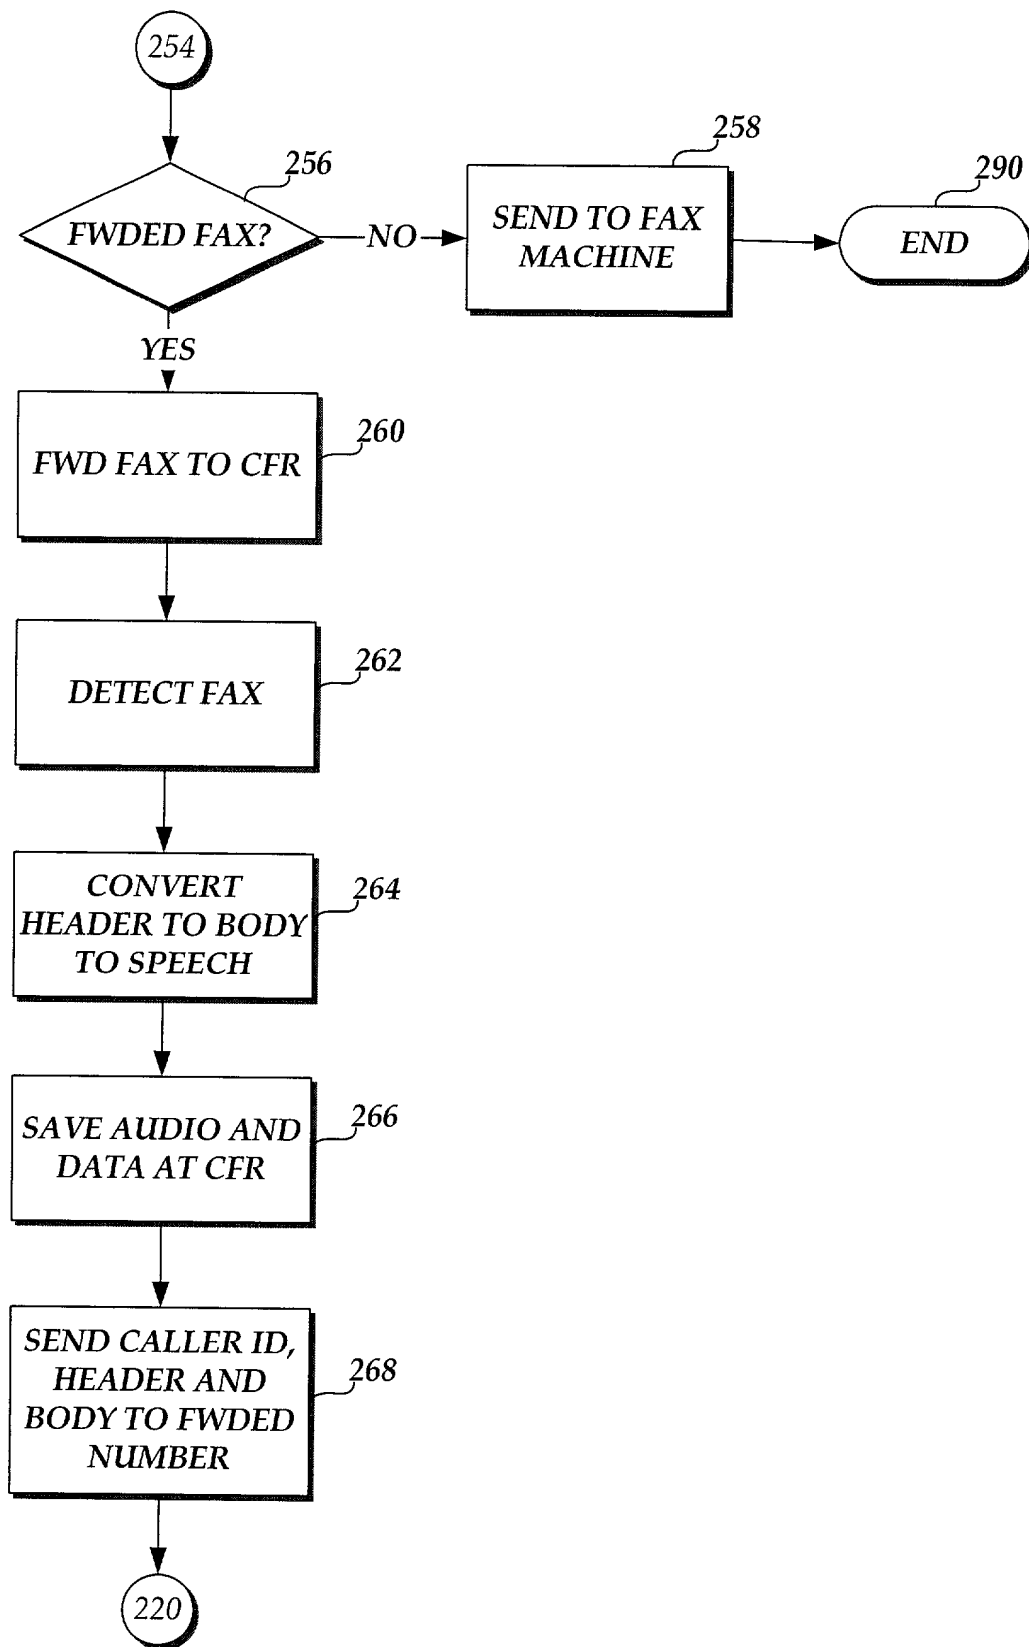 254
256
FWDED FAX?
NO
258
SEND TO FAX
MACHINE
290
END
YES
260
FWD FAX TO CFR
262
DETECT FAX
264
CONVERT
HEADER TO BODY
TO SPEECH
266
SAVE AUDIO AND
DATA AT CFR
268
SEND CALLER ID,
HEADER AND
BODY TO FWDED
NUMBER
220